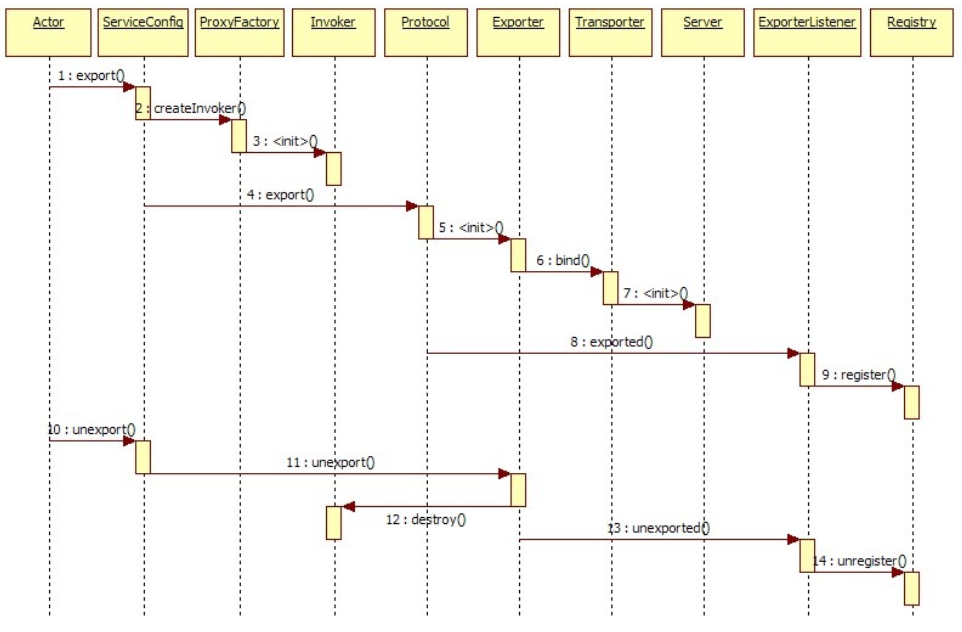 Actor ServiceConfig ProxyFactory Invoker Protocol Exporter Transporter Server ExporterListener Registry
1 : export()
2 : createInvoker()
3 : <init>()
4 : export()
5 : <init>()
6 : bind()
7 : <init>()
8 : exported()
9 : register()
10 : unexport()
11 : unexport()
12 : destroy()
13 : unexported()
14 : unregister()